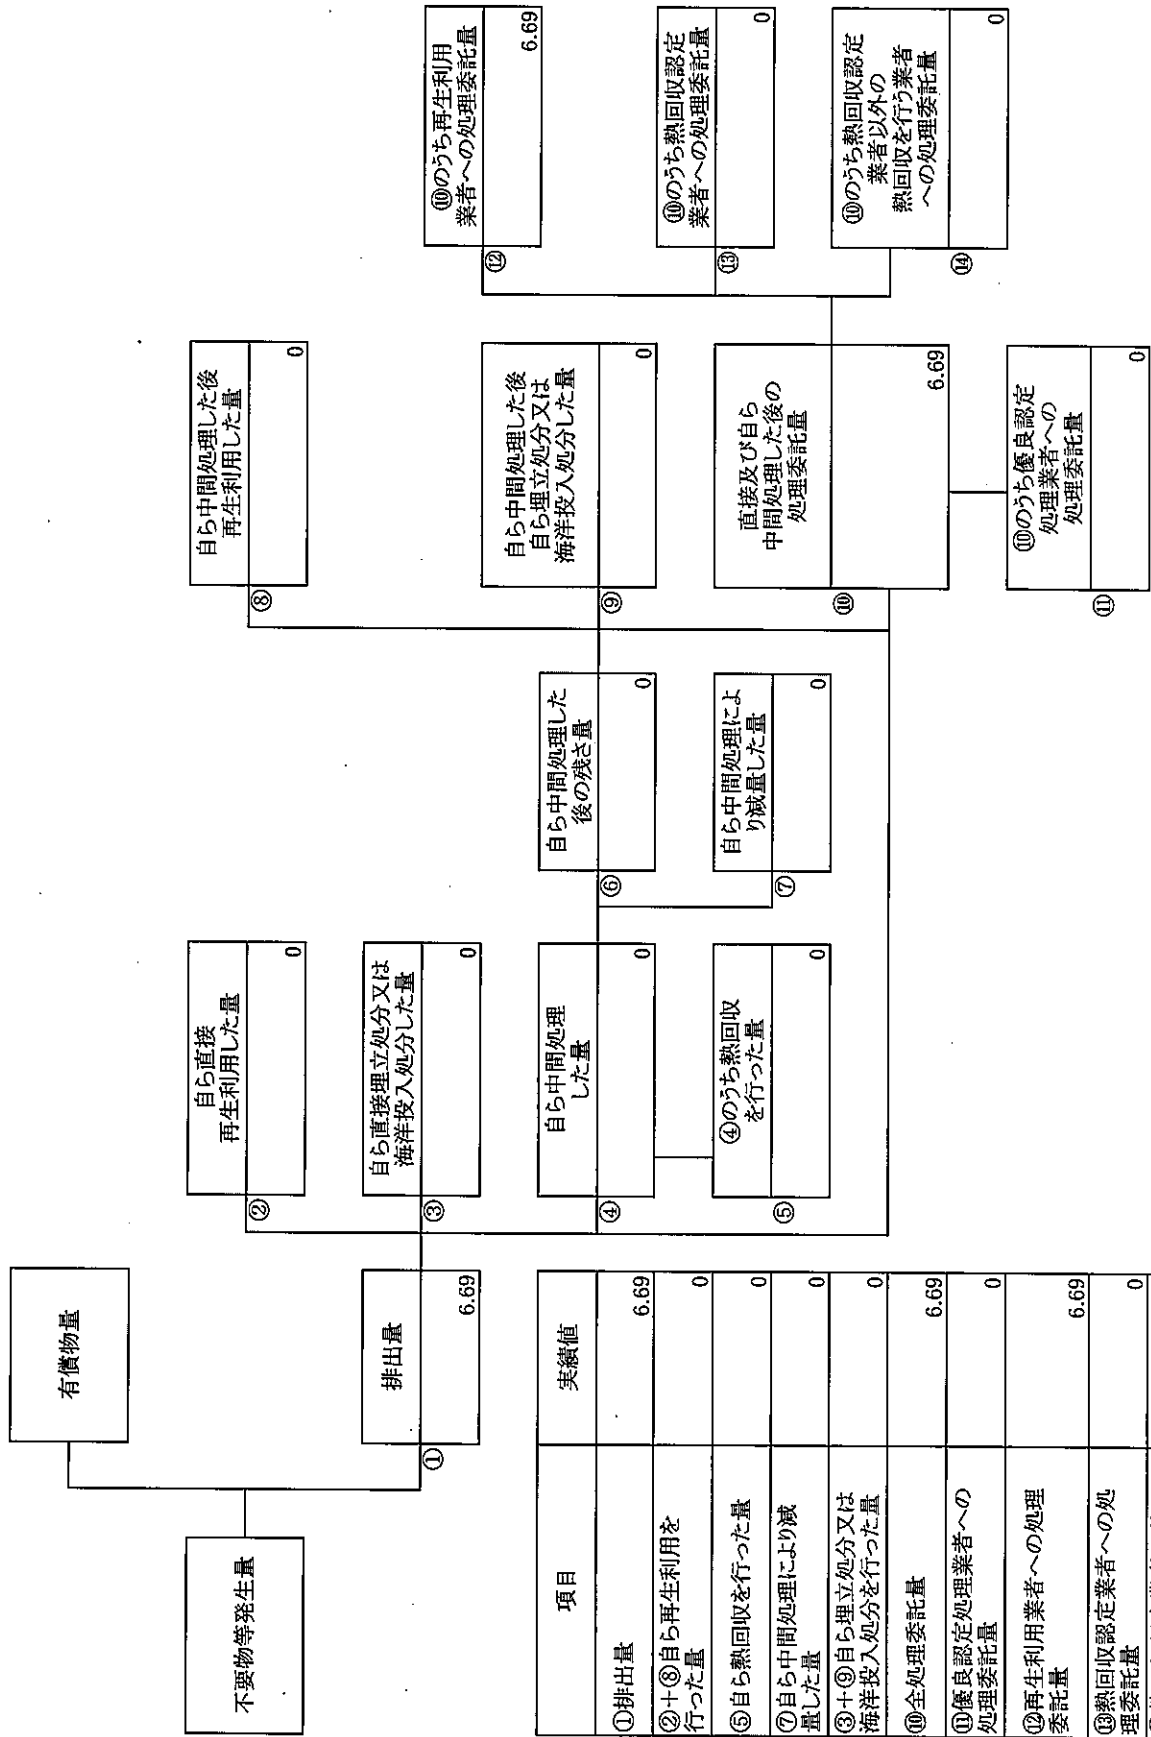 不要物等発生量
有償物量
①
排出量
6.69
②
自ら直接
再生利用した量
0
③
自ら直接埋立処分又は
海洋投入処分した量
0
④
自ら中間処理
した量
0
⑤
④のうち熱回収
を行った量
0
⑥
自ら中間処理した
後の残さ量
0
⑦
自ら中間処理によ
り減量した量
0
⑧
自ら中間処理した後
再生利用した量
0
⑨
自ら中間処理した後
自ら埋立処分又は
海洋投入処分した量
0
⑩
直接及び自ら
中間処理した後の
処理委託量
6.69
⑪
⑩のうち優良認定
処理業者への
処理委託量
0
⑫
⑩のうち再生利用
業者への処理委託量
6.69
⑬
⑩のうち熱回収認定
業者への処理委託量
0
⑭
⑩のうち熱回収認定
業者以外の
熱回収を行う業者
への処理委託量
0
項目
実績値
①排出量
6.69
②＋⑧自ら再生利用を
行った量
0
⑤自ら熱回収を行った量
0
⑦自ら中間処理により減
量した量
0
③＋⑨自ら埋立処分又は
海洋投入処分を行った量
0
⑩全処理委託量
6.69
⑪優良認定処理業者への
処理委託量
0
⑫再生利用業者への処理
委託量
6.69
⑬熱回収認定業者への処
理委託量
0